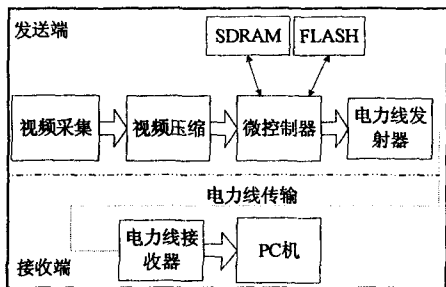 发送端
SDRAM
FLASH
视频采集
视频压缩
微控制器
电力线发
射器
电力线传输
电力线接
收器
PC机
接收端